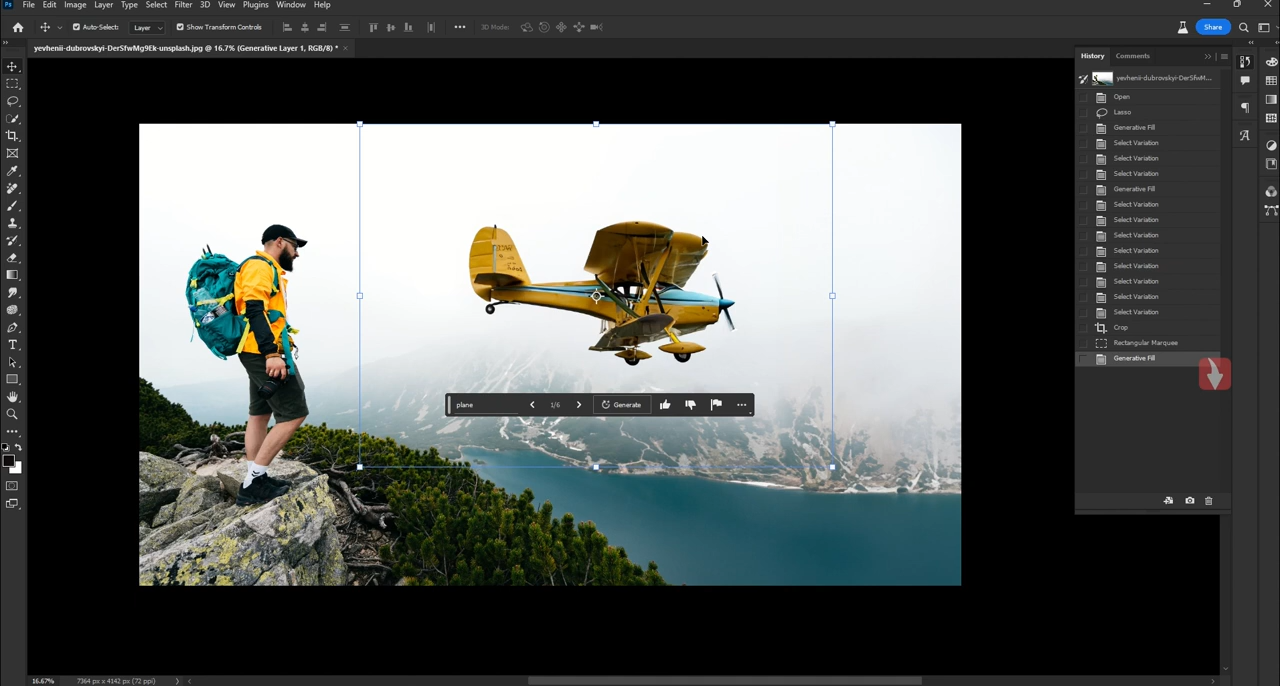 Ps File Edit Image Layer Type Select Filter 3D View Plugins Window Help
Auto-Select: Layer Show Transform Controls 3D Mode: Share
yevhenii-dubrovskyi-DerSfwMg9Ek-unsplash.jpg @ 16.7% (Generative Layer 1, RGB/8) *
History Comments
yevhenii-dubrovskyi-DerSfwM...
Open
Lasso
Generative Fill
Select Variation
Select Variation
Select Variation
Generative Fill
Select Variation
Select Variation
Select Variation
Select Variation
Select Variation
Select Variation
Select Variation
Select Variation
Crop
Rectangular Marquee
Generative Fill
plane 1/6 Generate
16.67% 7364 px x 4142 px (72 ppi)